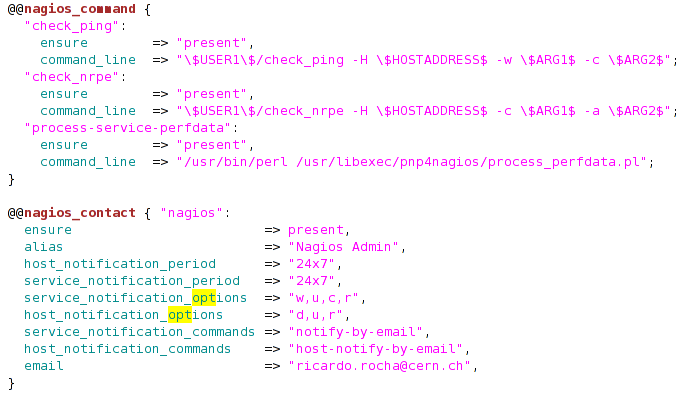 @@nagios_command {
  "check_ping":
    ensure        => "present",
    command_line  => "\$USER1\$/check_ping -H \$HOSTADDRESS$ -w \$ARG1$ -c \$ARG2$";
  "check_nrpe":
    ensure        => "present",
    command_line  => "\$USER1\$/check_nrpe -H \$HOSTADDRESS$ -c \$ARG1$ -a \$ARG2$";
  "process-service-perfdata":
    ensure        => "present",
    command_line  => "/usr/bin/perl /usr/libexec/pnp4nagios/process_perfdata.pl";
}

@@nagios_contact { "nagios":
  ensure                        => present,
  alias                         => "Nagios Admin",
  host_notification_period      => "24x7",
  service_notification_period   => "24x7",
  service_notification_options  => "w,u,c,r",
  host_notification_options     => "d,u,r",
  service_notification_commands => "notify-by-email",
  host_notification_commands    => "host-notify-by-email",
  email                         => "ricardo.rocha@cern.ch",
}